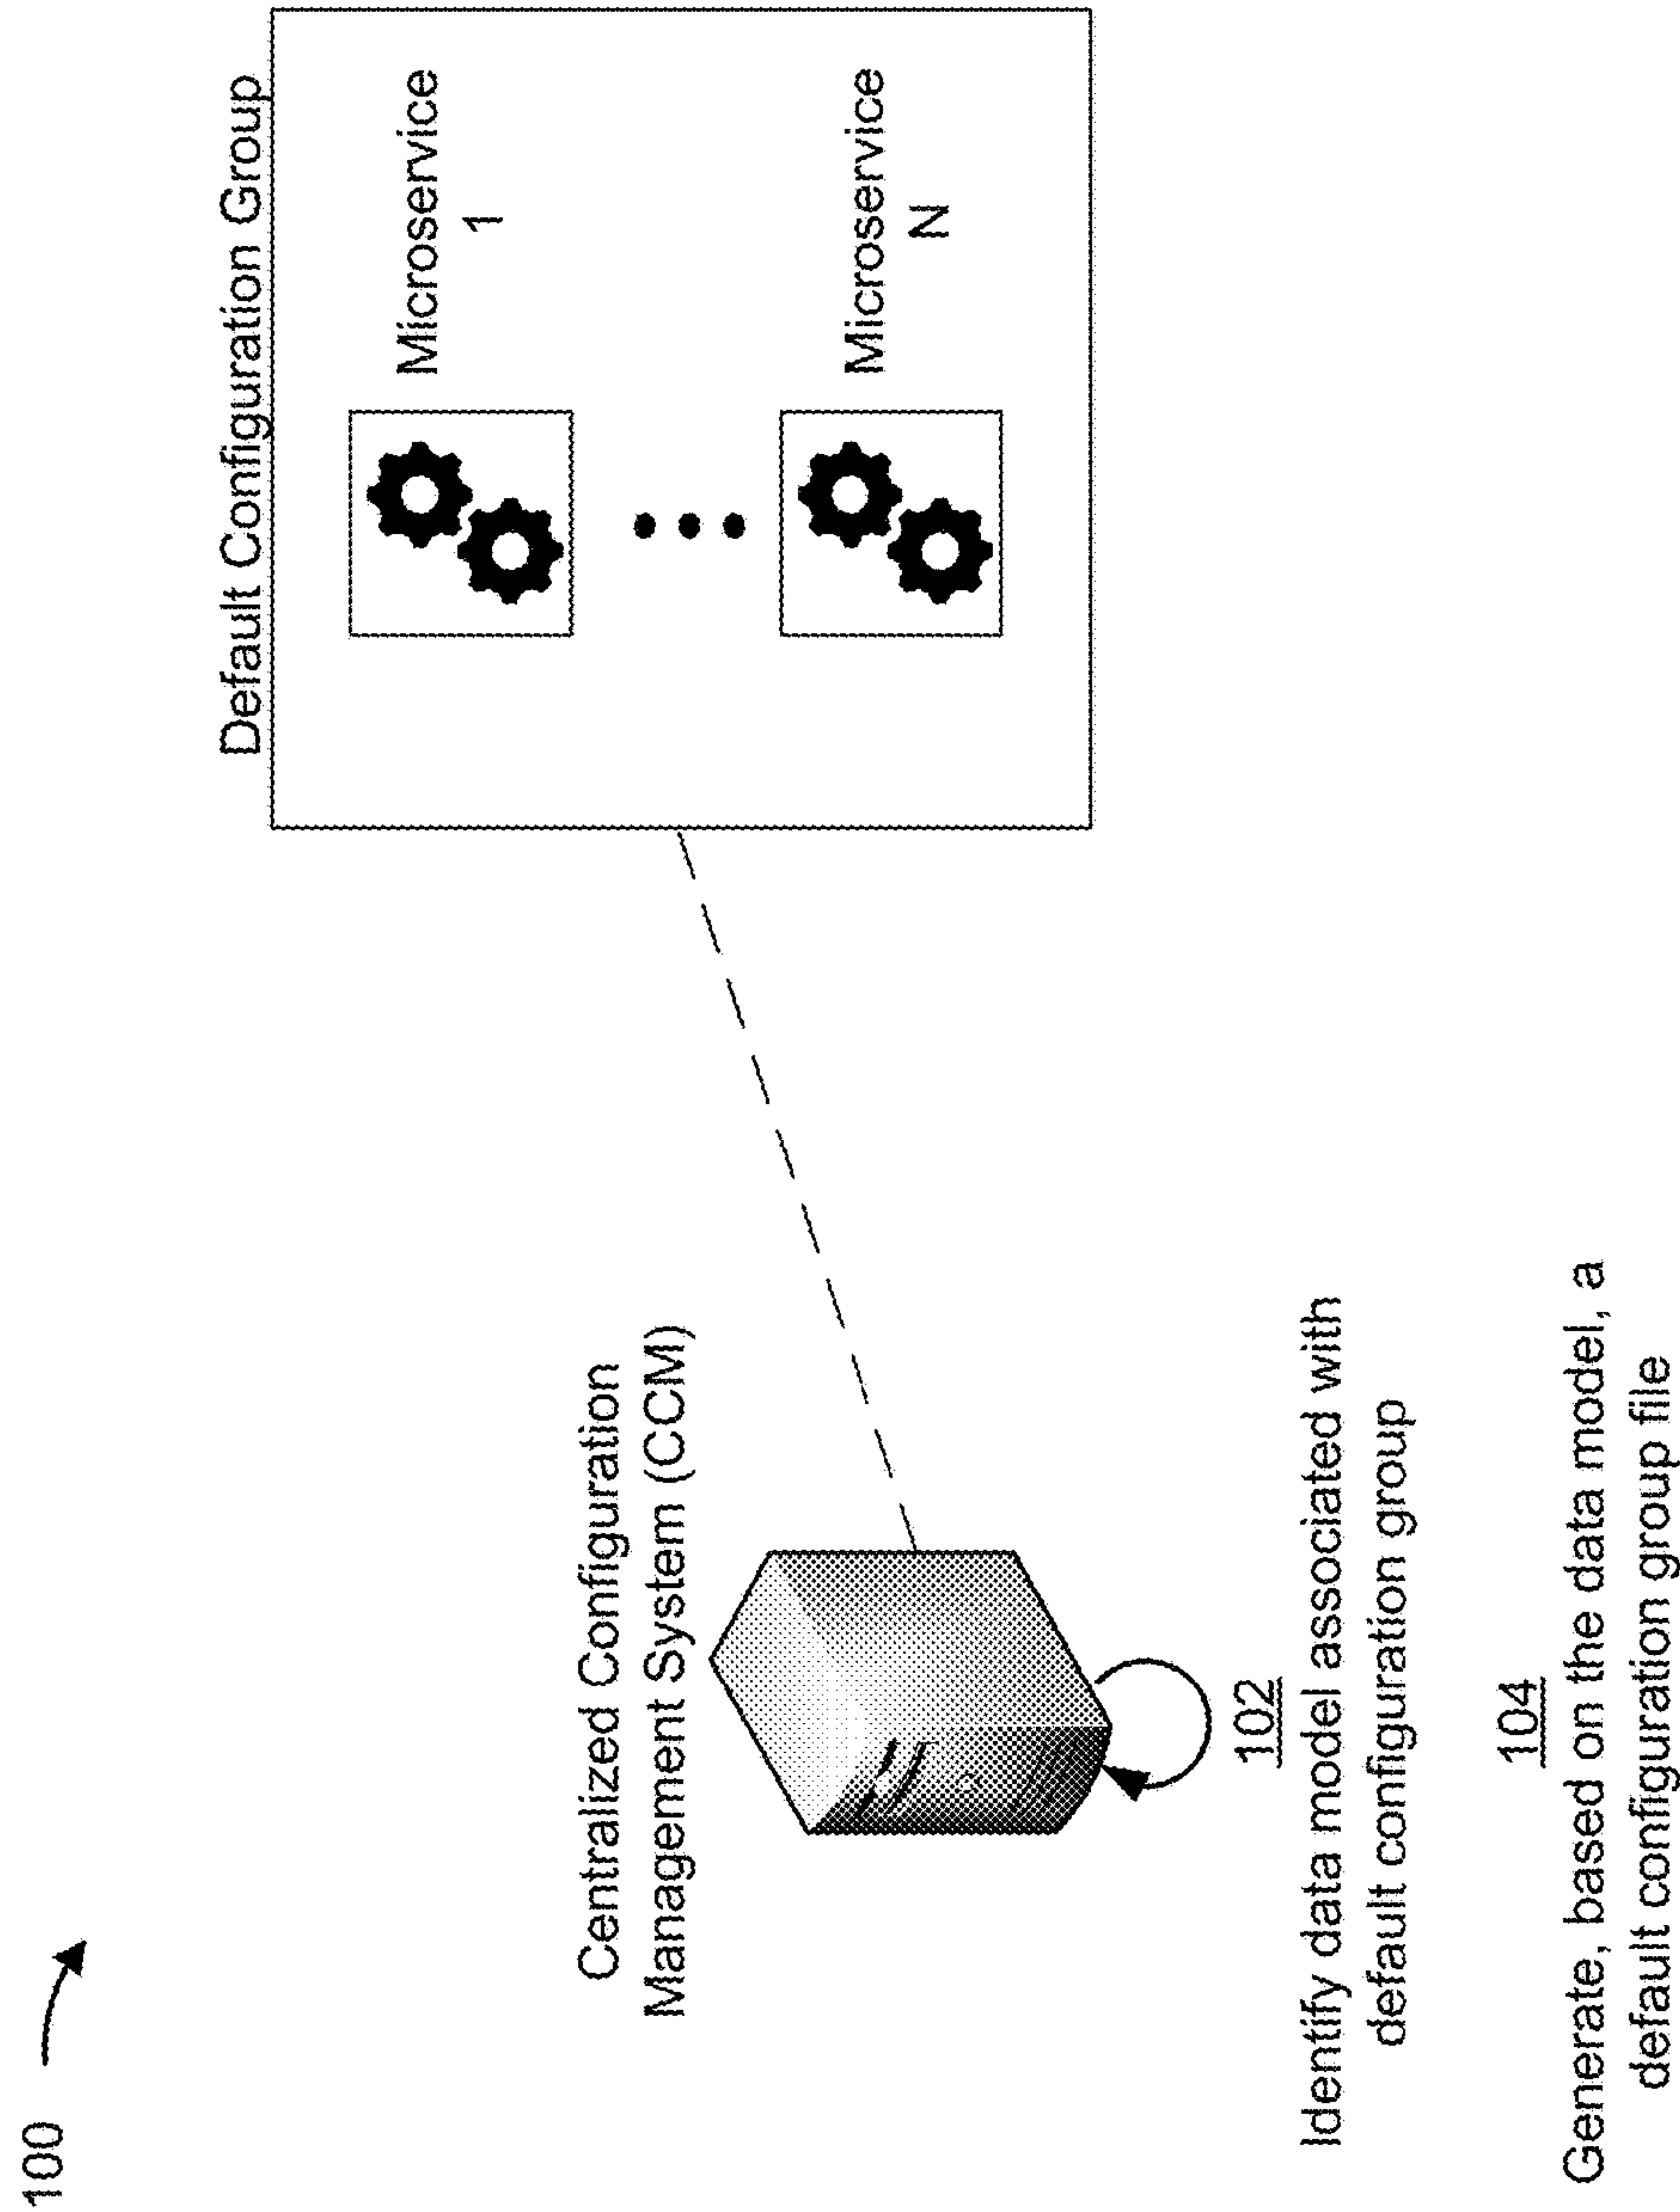 100
Centralized Configuration
Management System (CCM)
102
Identify data model associated with
default configuration group
104
Generate, based on the data model, a
default configuration group file
Default Configuration Group
Microservice
1
Microservice
N